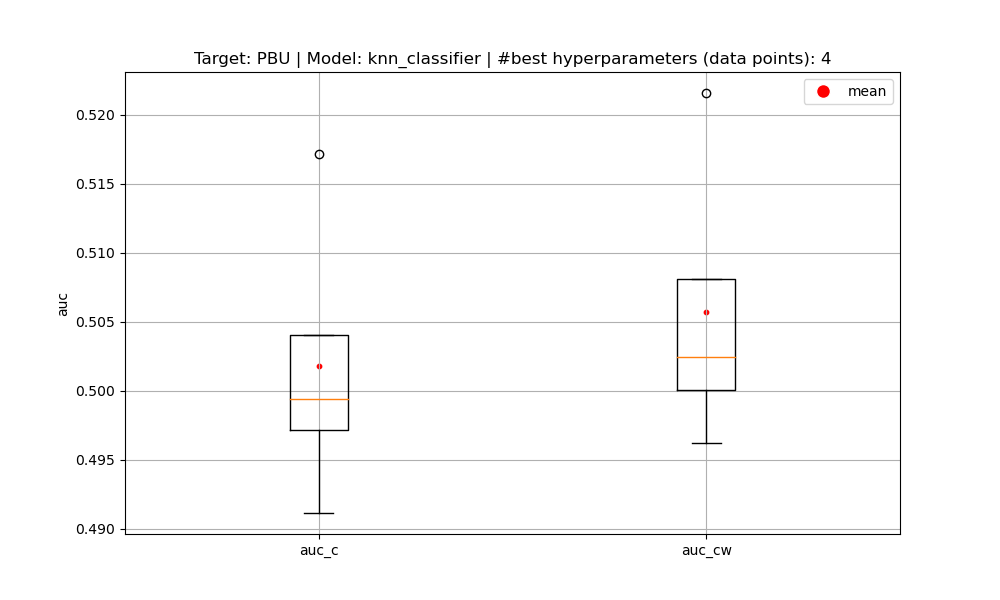 Target: PBU | Model: knn_classifier | #best hyperparameters (data points): 4
mean
0.520
0.515
0.510
0.505
0.500
0.495
0.490
auc
auc_c
auc_cw